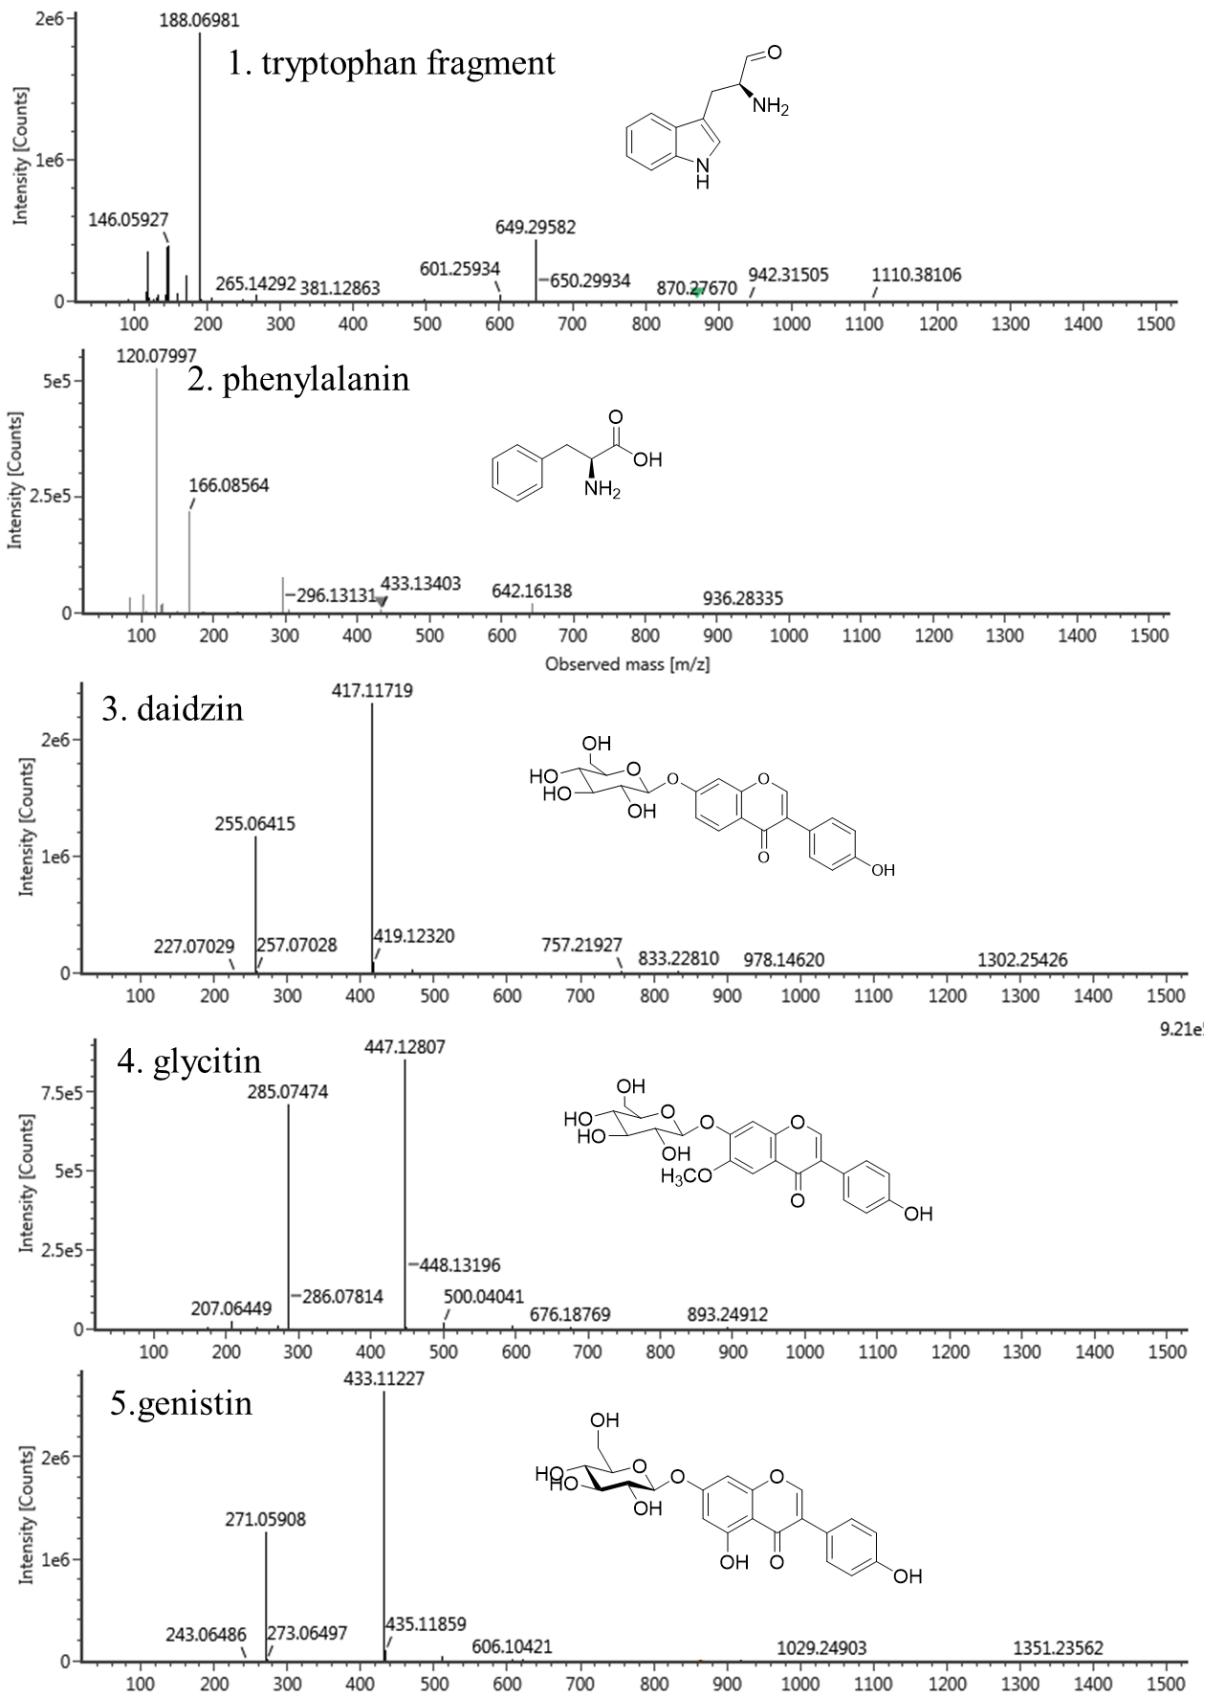 2e6
188.06981
1. tryptophan fragment
O
NH₂
N
H
Intensity [Counts]
1e6
146.05927
649.29582
601.25934
650.29934
265.14292
381.12863
870.27670
942.31505
1110.38106
0
100 200 300 400 500 600 700 800 900 1000 1100 1200 1300 1400 1500
120.07997
2. phenylalanin
5e5
O
OH
NH₂
Intensity [Counts]
2.5e5
166.08564
296.13131
433.13403
642.16138
936.28335
0
100 200 300 400 500 600 700 800 900 1000 1100 1200 1300 1400 1500
Observed mass [m/z]
417.11719
3. daidzin
2e6
OH
HO O O O
HO
OH
O
OH
Intensity [Counts]
255.06415
1e6
227.07029
257.07028
419.12320
757.21927
833.22810
978.14620
1302.25426
0
100 200 300 400 500 600 700 800 900 1000 1100 1200 1300 1400 1500
9.21e
447.12807
4. glycitin
7.5e5
285.07474
OH
HO O O O
HO
OH
H₃CO
O
OH
Intensity [Counts]
5e5
2.5e5
448.13196
286.07814
207.06449
500.04041
676.18769
893.24912
0
100 200 300 400 500 600 700 800 900 1000 1100 1200 1300 1400 1500
433.11227
5.genistin
2e6
OH
HO O O O
HO
OH
OH O
OH
Intensity [Counts]
271.05908
1e6
243.06486
273.06497
435.11859
606.10421
1029.24903
1351.23562
0
100 200 300 400 500 600 700 800 900 1000 1100 1200 1300 1400 1500